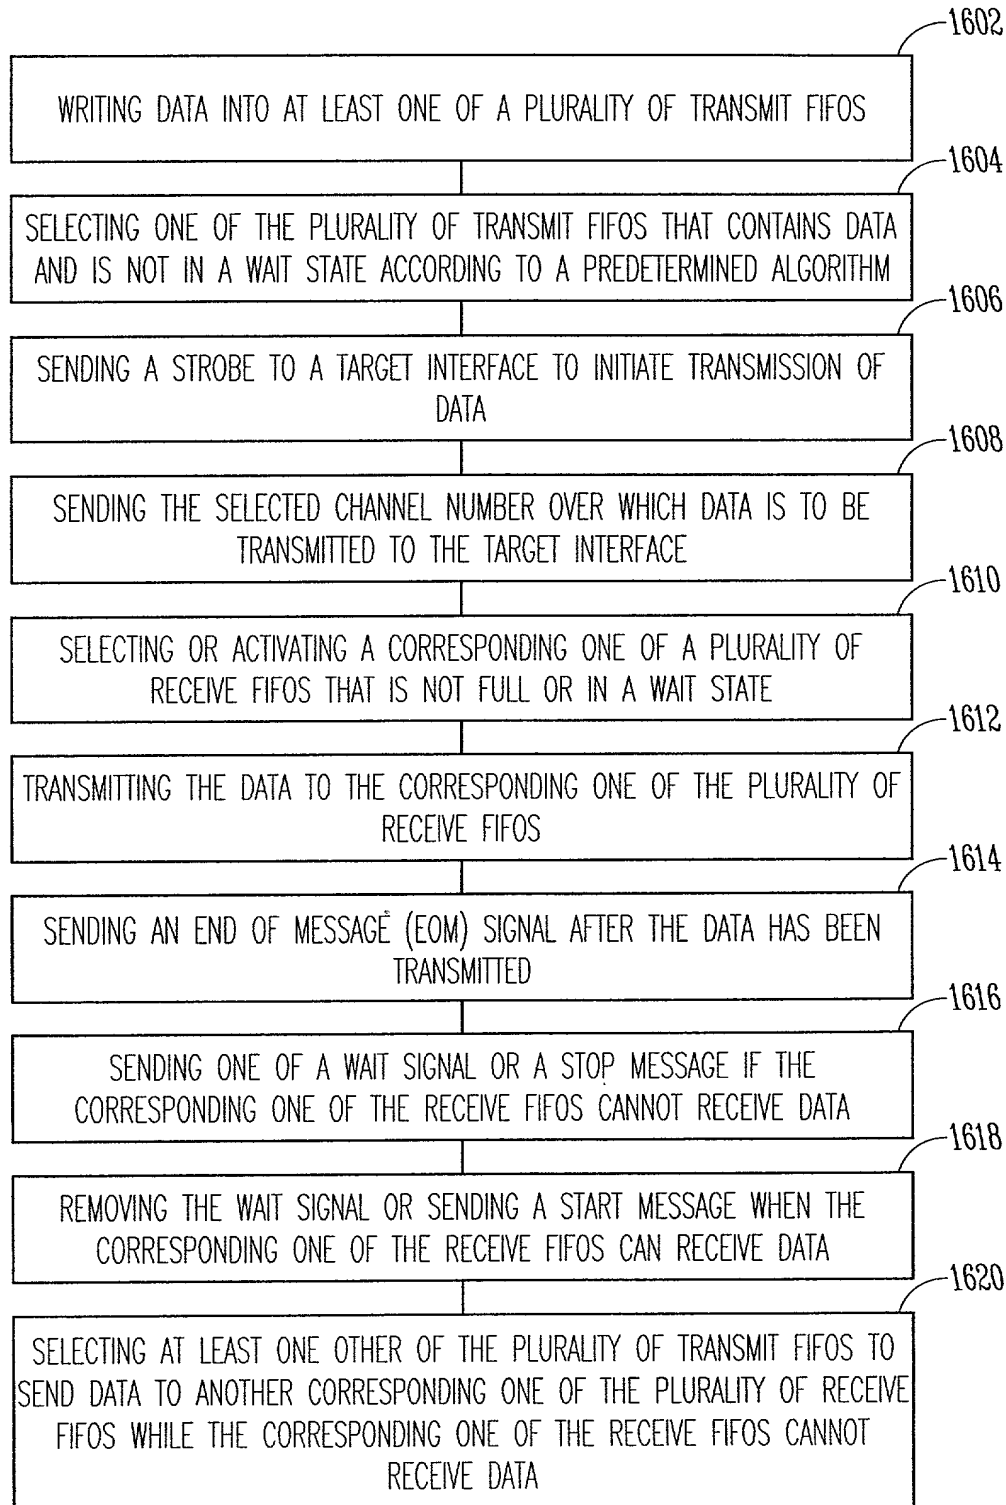 1602
WRITING DATA INTO AT LEAST ONE OF A PLURALITY OF TRANSMIT FIFOS
1604
SELECTING ONE OF THE PLURALITY OF TRANSMIT FIFOS THAT CONTAINS DATA
AND IS NOT IN A WAIT STATE ACCORDING TO A PREDETERMINED ALGORITHM
1606
SENDING A STROBE TO A TARGET INTERFACE TO INITIATE TRANSMISSION OF
DATA
1608
SENDING THE SELECTED CHANNEL NUMBER OVER WHICH DATA IS TO BE
TRANSMITTED TO THE TARGET INTERFACE
1610
SELECTING OR ACTIVATING A CORRESPONDING ONE OF A PLURALITY OF
RECEIVE FIFOS THAT IS NOT FULL OR IN A WAIT STATE
1612
TRANSMITTING THE DATA TO THE CORRESPONDING ONE OF THE PLURALITY OF
RECEIVE FIFOS
1614
SENDING AN END OF MESSAGE (EOM) SIGNAL AFTER THE DATA HAS BEEN
TRANSMITTED
1616
SENDING ONE OF A WAIT SIGNAL OR A STOP MESSAGE IF THE
CORRESPONDING ONE OF THE RECEIVE FIFOS CANNOT RECEIVE DATA
1618
REMOVING THE WAIT SIGNAL OR SENDING A START MESSAGE WHEN THE
CORRESPONDING ONE OF THE RECEIVE FIFOS CAN RECEIVE DATA
1620
SELECTING AT LEAST ONE OTHER OF THE PLURALITY OF TRANSMIT FIFOS TO
SEND DATA TO ANOTHER CORRESPONDING ONE OF THE PLURALITY OF RECEIVE
FIFOS WHILE THE CORRESPONDING ONE OF THE RECEIVE FIFOS CANNOT
RECEIVE DATA